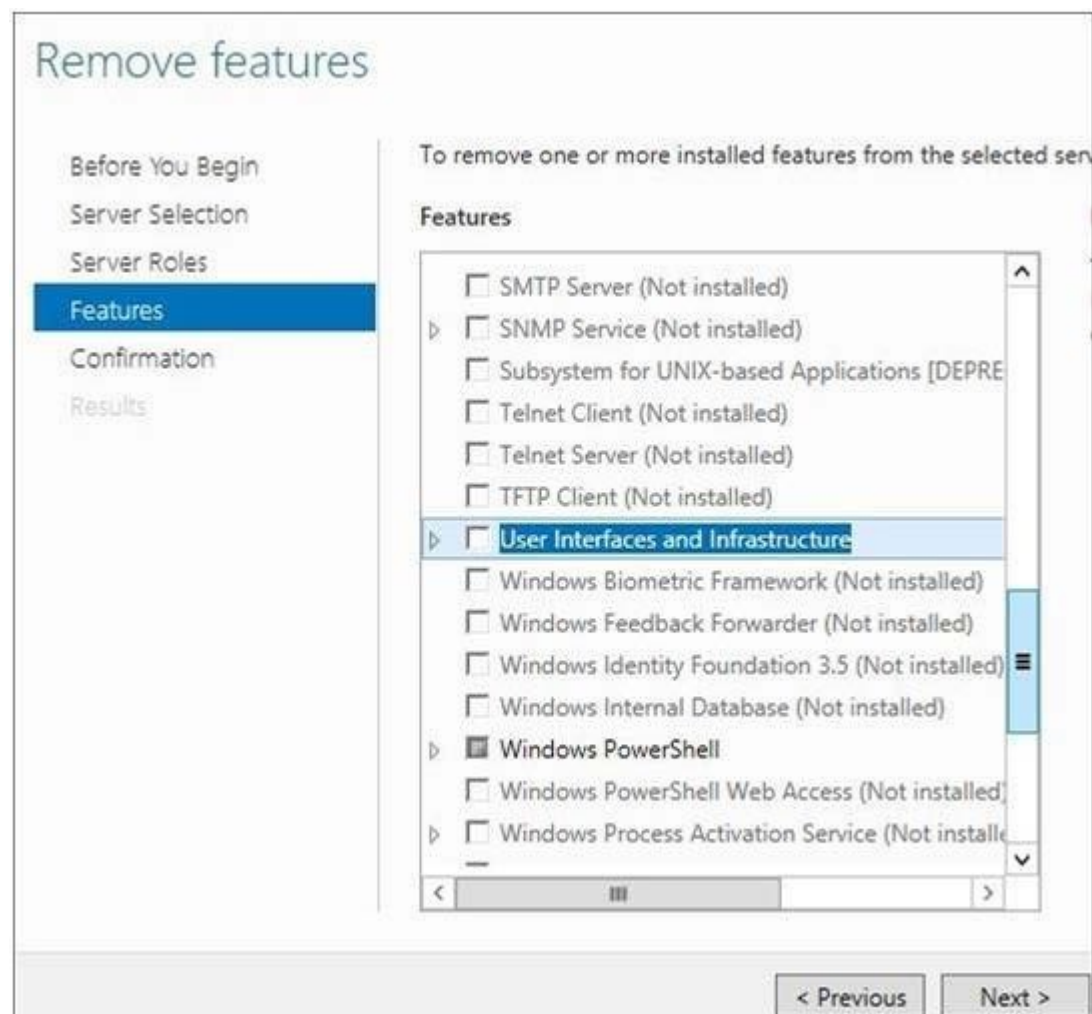 Remove features
Before You Begin
Server Selection
Server Roles
Features
Confirmation
Results
To remove one or more installed features from the selected serv
Features
SMTP Server (Not installed)
SNMP Service (Not installed)
Subsystem for UNIX-based Applications [DEPRE
Telnet Client (Not installed)
Telnet Server (Not installed)
TFTP Client (Not installed)
User Interfaces and Infrastructure
Windows Biometric Framework (Not installed)
Windows Feedback Forwarder (Not installed)
Windows Identity Foundation 3.5 (Not installed)
Windows Internal Database (Not installed)
Windows PowerShell
Windows PowerShell Web Access (Not installed)
Windows Process Activation Service (Not installe
< Previous
Next >